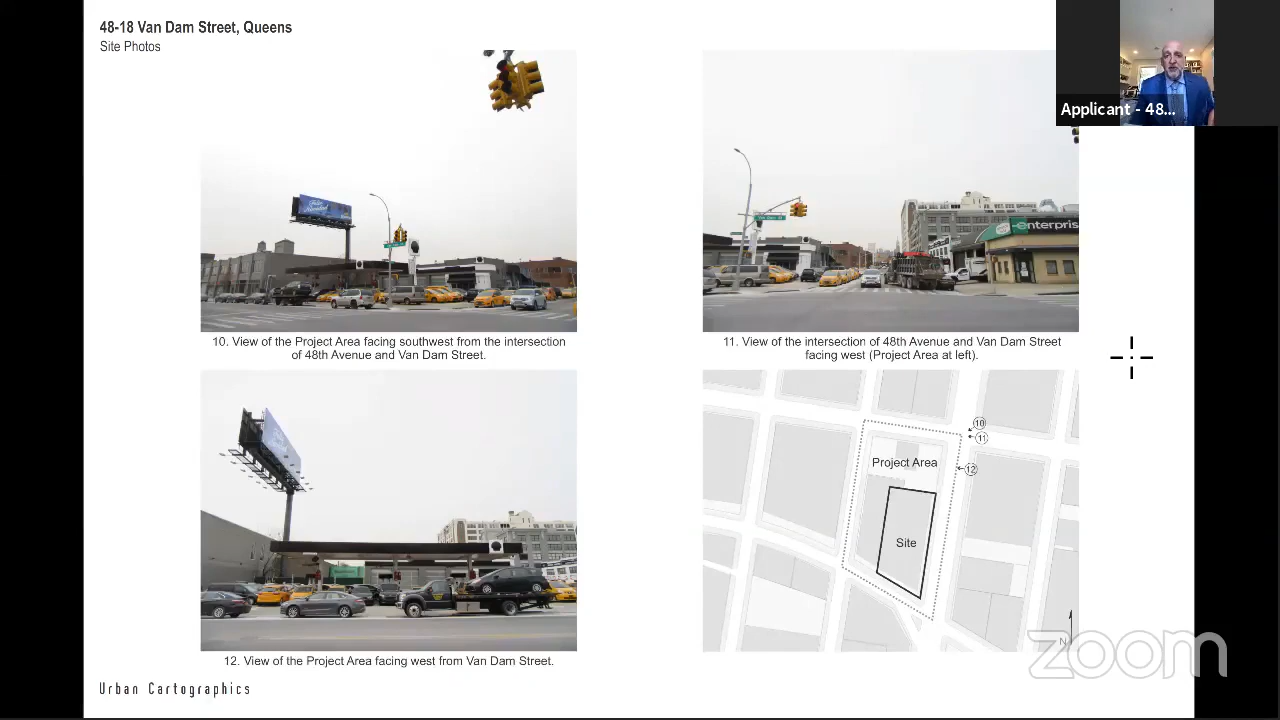 48-18 Van Dam Street, Queens
Site Photos
Applicant - 48...
enterpris
10. View of the Project Area facing southwest from the intersection
of 48th Avenue and Van Dam Street.
11. View of the intersection of 48th Avenue and Van Dam Street
facing west (Project Area at left).
10
11
12
Project Area
Site
N
12. View of the Project Area facing west from Van Dam Street.
Urban Cartographics
zoom